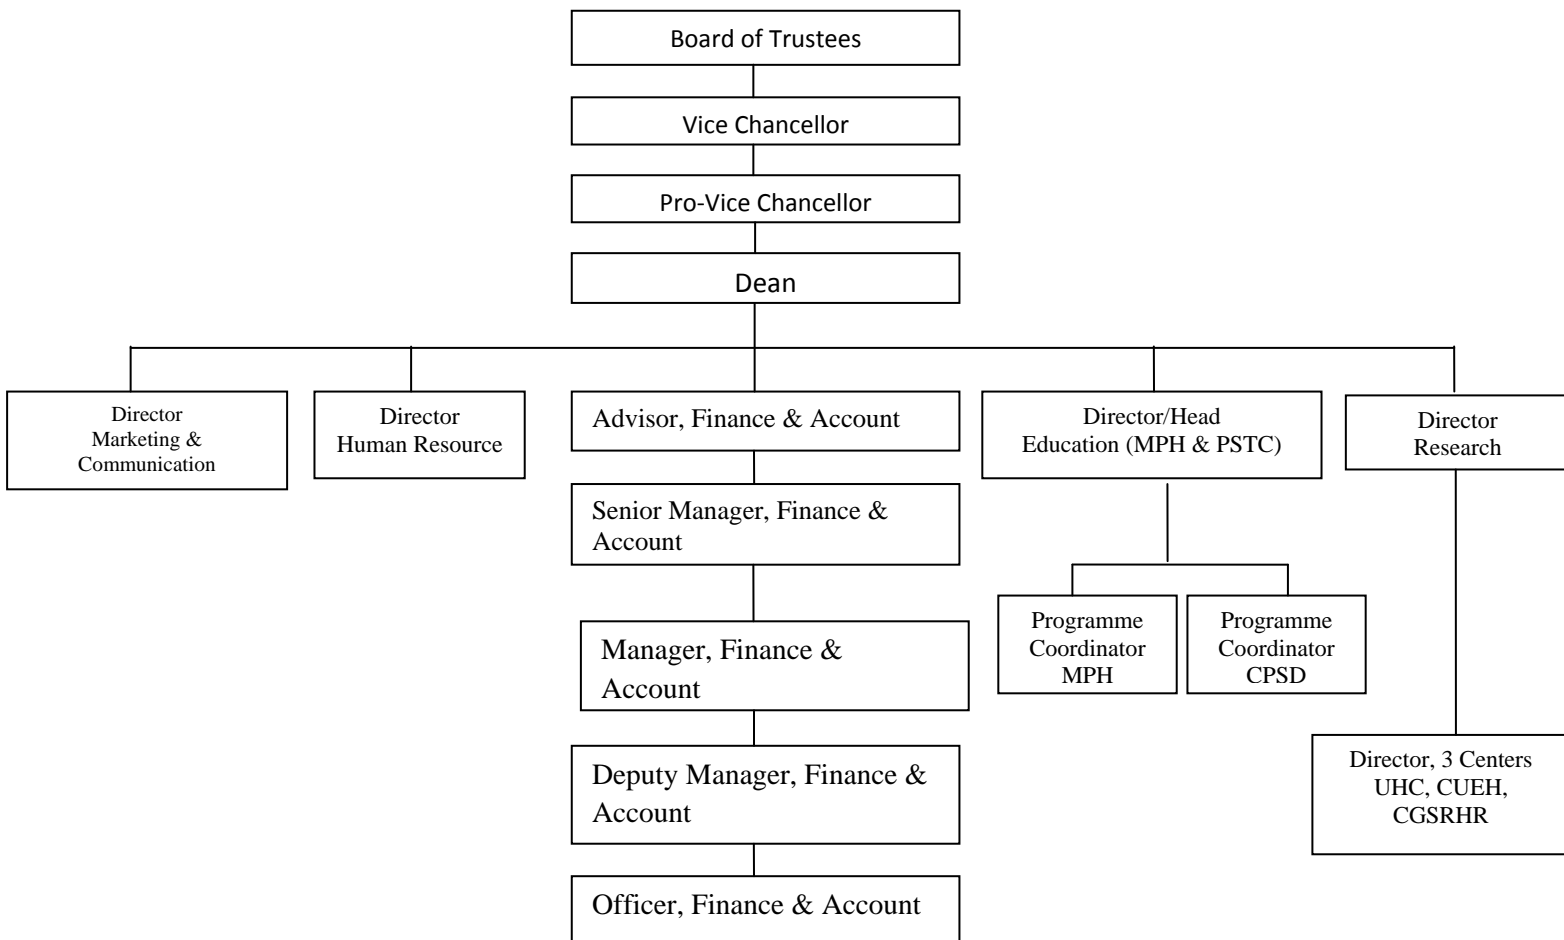 Board of Trustees
Vice Chancellor
Pro-Vice Chancellor
Dean
Director
Marketing &
Communication
Director
Human Resource
Advisor, Finance & Account
Director/Head
Education (MPH & PSTC)
Director
Research
Senior Manager, Finance &
Account
Programme
Coordinator
MPH
Programme
Coordinator
CPSD
Manager, Finance &
Account
Director, 3 Centers
UHC, CUEH,
CGSRHR
Deputy Manager, Finance &
Account
Officer, Finance & Account